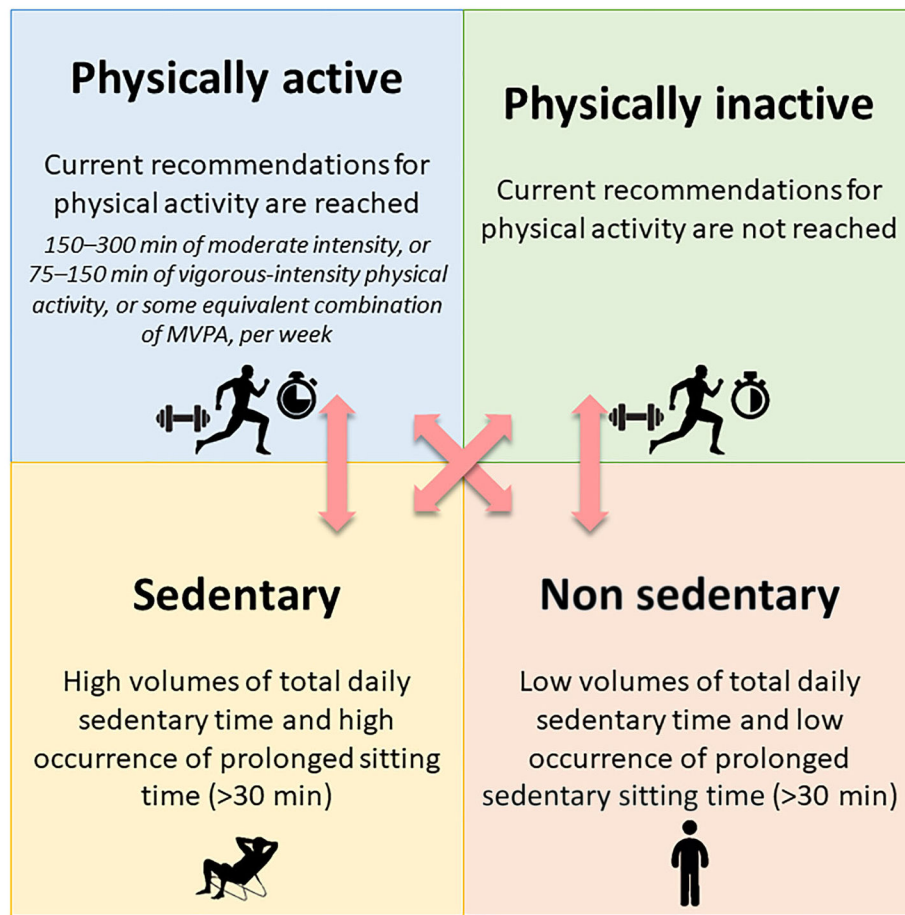 Physically active
Current recommendations for
physical activity are reached
150–300 min of moderate intensity, or
75–150 min of vigorous-intensity physical
activity, or some equivalent combination
of MVPA, per week
Physically inactive
Current recommendations for
physical activity are not reached
Sedentary
High volumes of total daily
sedentary time and high
occurrence of prolonged sitting
time (>30 min)
Non sedentary
Low volumes of total daily
sedentary time and low
occurrence of prolonged
sedentary sitting time (>30 min)